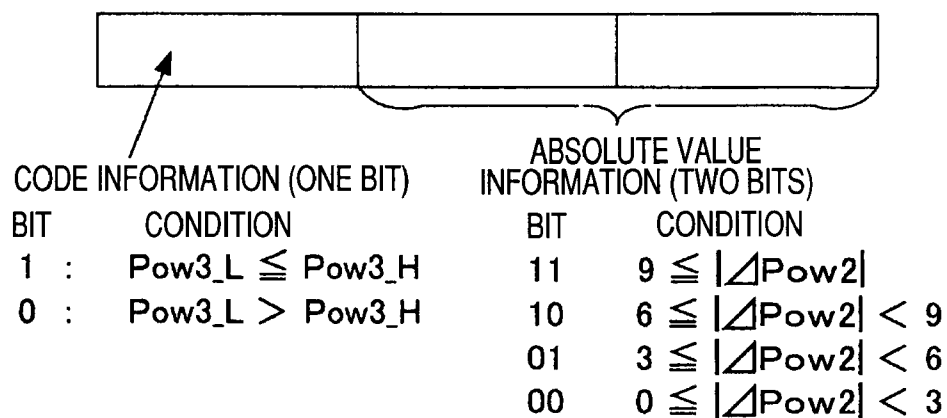 CODE INFORMATION (ONE BIT)
BIT CONDITION
1 : Pow3_L ≦ Pow3_H
0 : Pow3_L > Pow3_H
ABSOLUTE VALUE
INFORMATION (TWO BITS)
BIT CONDITION
11 9 ≦ |⊿Pow2|
10 6 ≦ |⊿Pow2| < 9
01 3 ≦ |⊿Pow2| < 6
00 0 ≦ |⊿Pow2| < 3